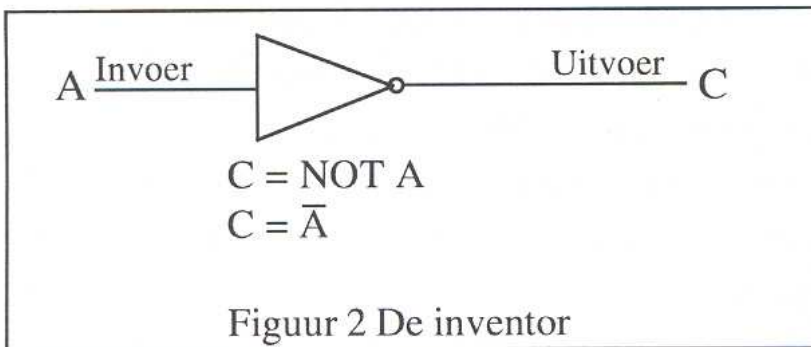 A Invoer Uitvoer C
C = NOT A
C = A̅
Figuur 2 De inventor